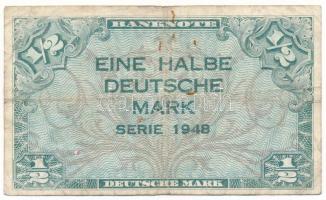 BANKNOTE
1/2 1/2
EINE HALBE
DEUTSCHE
MARK
SERIE 1948
1/2 1/2
DEUTSCHE MARK